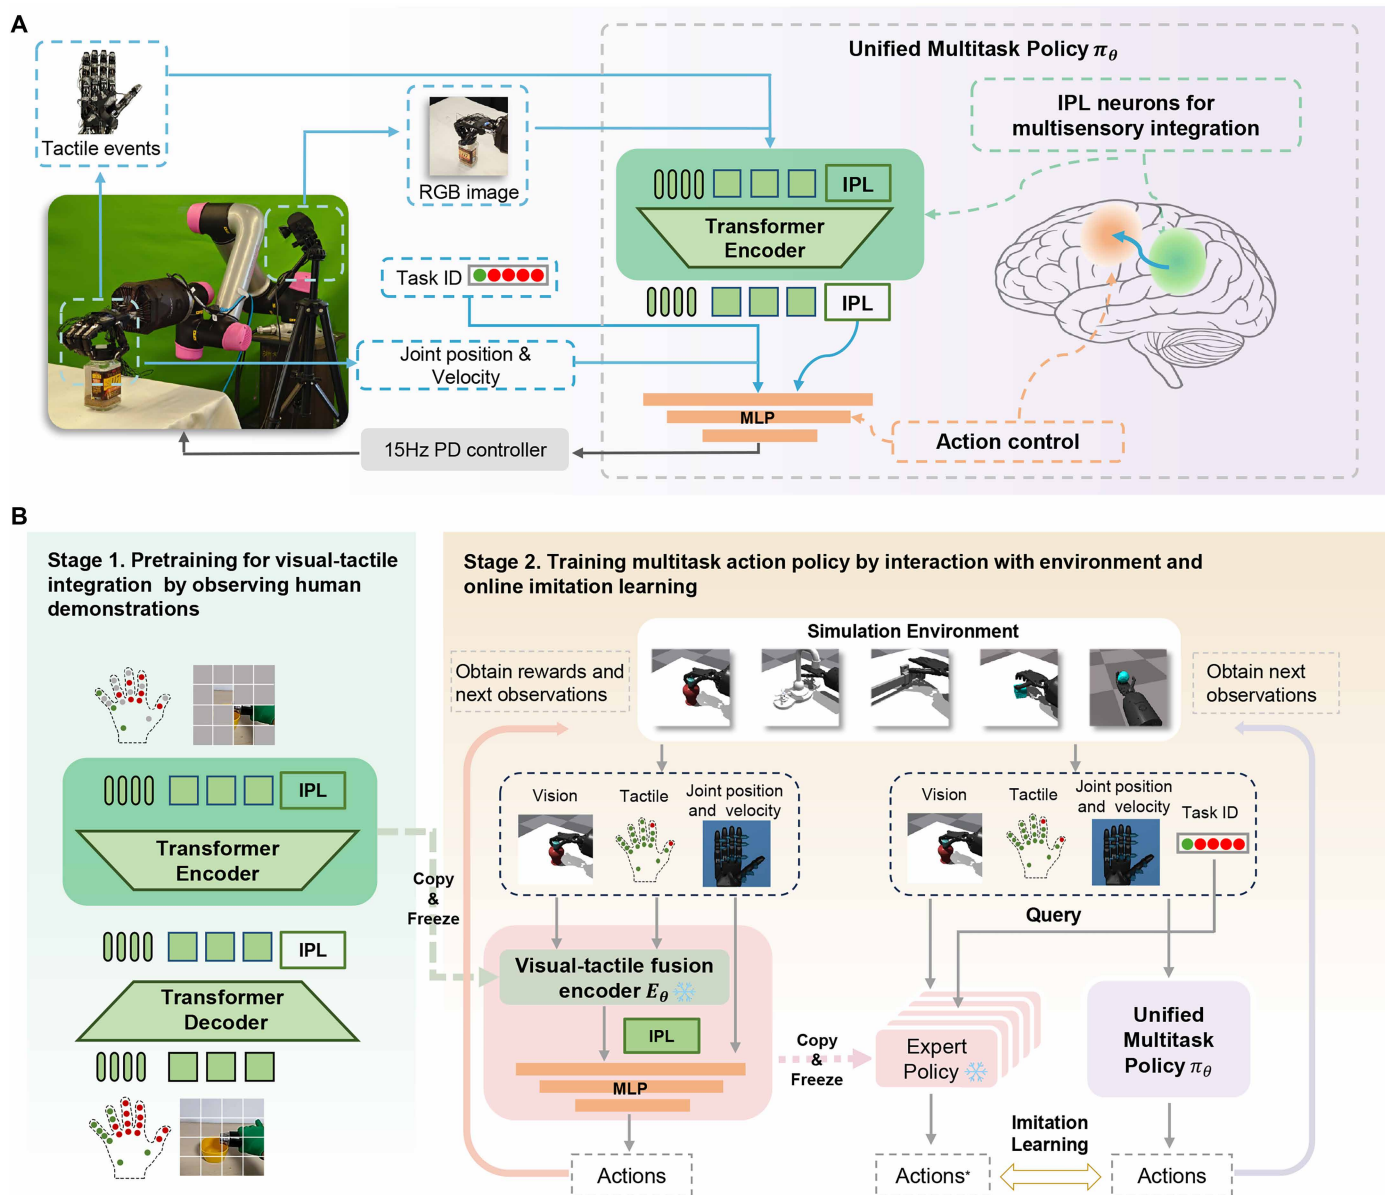 A
Unified Multitask Policy πθ
Tactile events
RGB image
IPL neurons for
multisensory integration
IPL
Transformer
Encoder
Task ID
IPL
Joint position &
Velocity
MLP
Action control
15Hz PD controller
B
Stage 1. Pretraining for visual-tactile
integration by observing human
demonstrations
IPL
Transformer
Encoder
IPL
Transformer
Decoder
Copy
&
Freeze
Stage 2. Training multitask action policy by interaction with environment and
online imitation learning
Simulation Environment
Obtain rewards and
next observations
Obtain next
observations
Vision
Tactile
Joint position
and velocity
Vision
Tactile
Joint position
and velocity
Task ID
Query
Visual-tactile fusion
encoder Eθ
IPL
MLP
Actions
Copy
&
Freeze
Expert
Policy
Unified
Multitask
Policy πθ
Imitation
Learning
Actions*
Actions